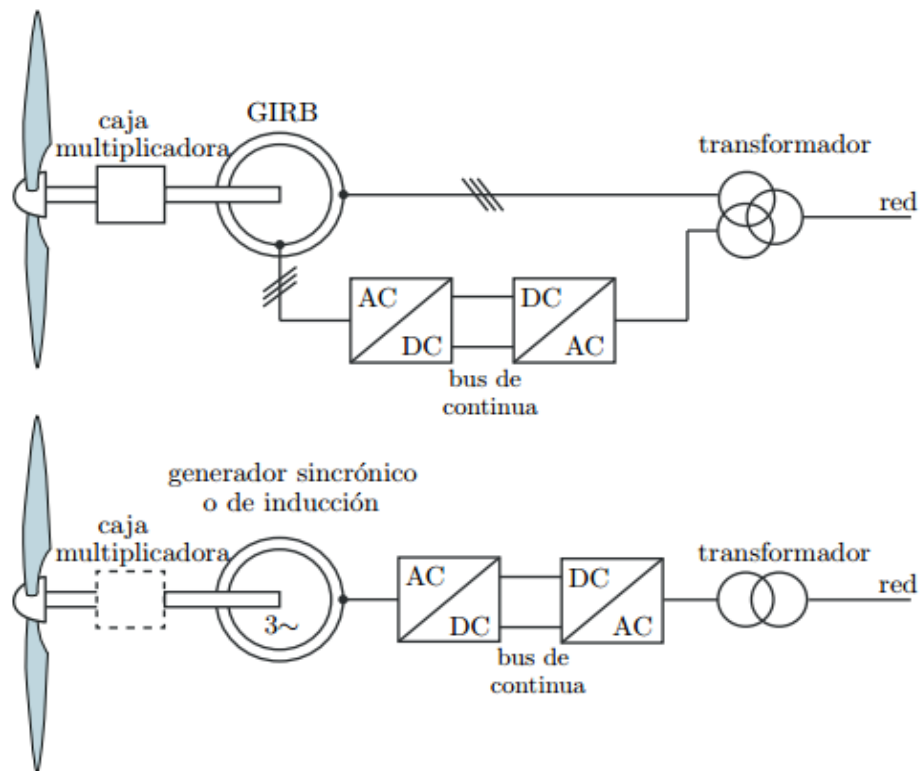 GIRB
caja
multiplicadora
transformador
red
AC
DC
DC
AC
bus de
continua
generador sincrónico
o de inducción
caja
multiplicadora
transformador
red
3∼
AC
DC
DC
AC
bus de
continua